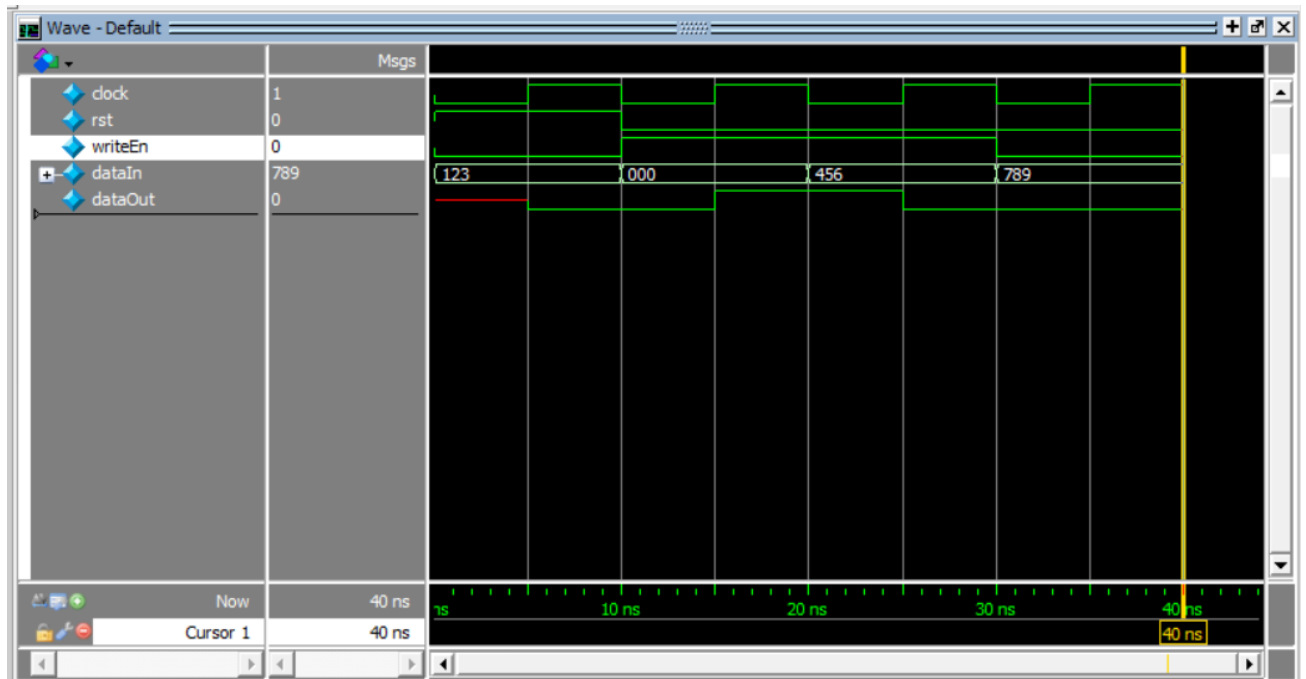 Wave - Default
Msgs
clock 1
rst 0
writeEn 0
dataIn 789 123 000 456 789
dataOut 0
Now 40 ns ns 10 ns 20 ns 30 ns 40 ns
Cursor 1 40 ns 40 ns